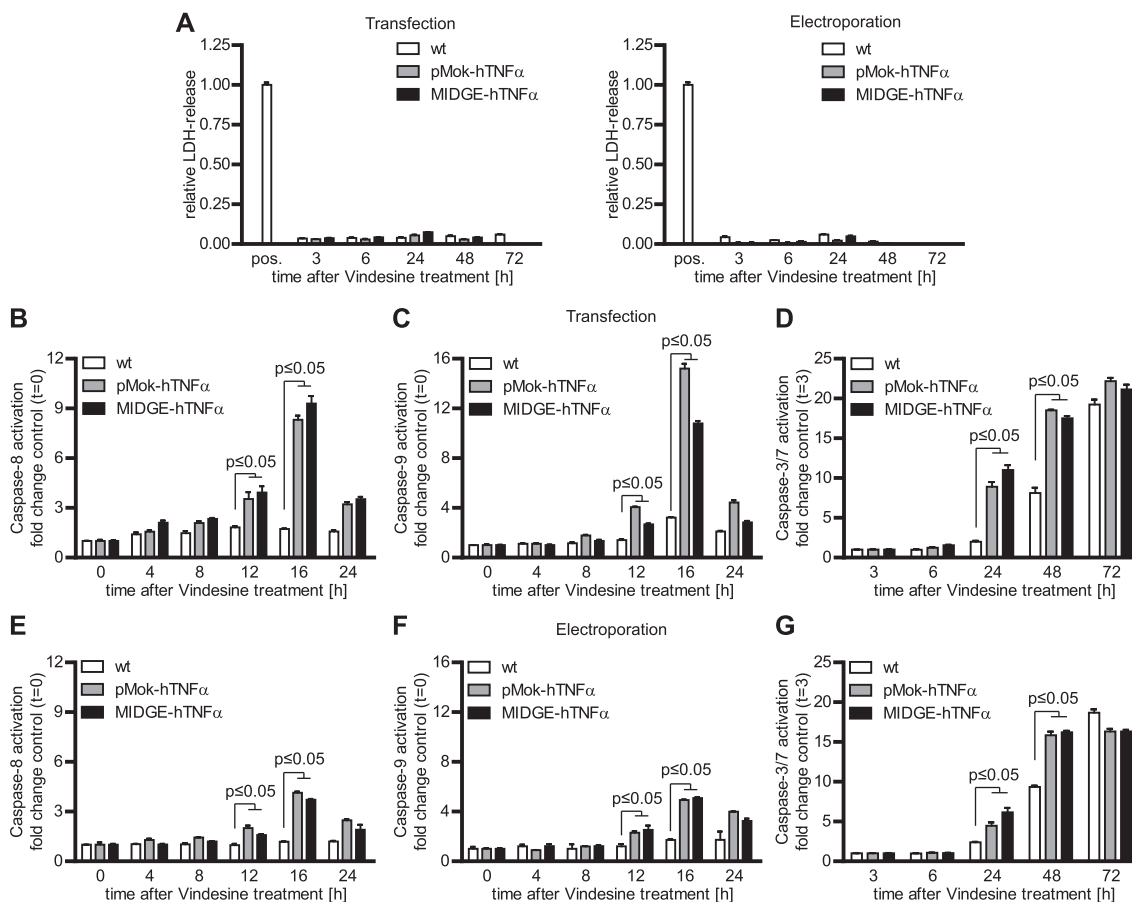 A
Transfection
Electroporation
relative LDH-release
1.25
1.00
0.75
0.50
0.25
0.00
wt
pMok-hTNFα
MIDGE-hTNFα
pos. 3 6 24 48 72
time after Vindesine treatment [h]
relative LDH-release
1.25
1.00
0.75
0.50
0.25
0.00
wt
pMok-hTNFα
MIDGE-hTNFα
pos. 3 6 24 48 72
time after Vindesine treatment [h]
Transfection
B
Caspase-8 activation
fold change control (t=0)
12
9
6
3
0
wt
pMok-hTNFα
MIDGE-hTNFα
p≤0.05
p≤0.05
0 4 8 12 16 24
time after Vindesine treatment [h]
C
Caspase-9 activation
fold change control (t=0)
16
12
8
4
0
wt
pMok-hTNFα
MIDGE-hTNFα
p≤0.05
p≤0.05
0 4 8 12 16 24
time after Vindesine treatment [h]
D
Caspase-3/7 activation
fold change control (t=3)
25
20
15
10
5
0
wt
pMok-hTNFα
MIDGE-hTNFα
p≤0.05
p≤0.05
3 6 24 48 72
time after Vindesine treatment [h]
Electroporation
E
Caspase-8 activation
fold change control (t=0)
12
9
6
3
0
wt
pMok-hTNFα
MIDGE-hTNFα
p≤0.05
p≤0.05
0 4 8 12 16 24
time after Vindesine treatment [h]
F
Caspase-9 activation
fold change control (t=0)
16
12
8
4
0
wt
pMok-hTNFα
MIDGE-hTNFα
p≤0.05
p≤0.05
0 4 8 12 16 24
time after Vindesine treatment [h]
G
Caspase-3/7 activation
fold change control (t=3)
25
20
15
10
5
0
wt
pMok-hTNFα
MIDGE-hTNFα
p≤0.05
p≤0.05
3 6 24 48 72
time after Vindesine treatment [h]